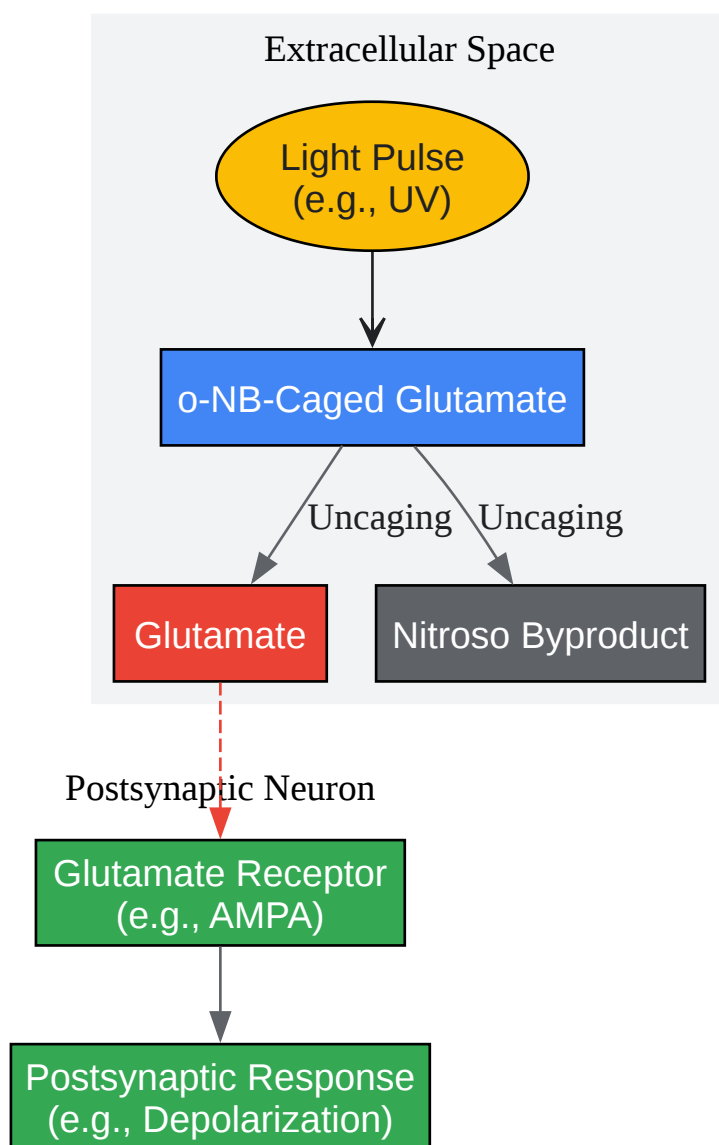 Extracellular Space
Light Pulse
(e.g., UV)
o-NB-Caged Glutamate
Uncaging
Uncaging
Glutamate
Nitroso Byproduct
Postsynaptic Neuron
Glutamate Receptor
(e.g., AMPA)
Postsynaptic Response
(e.g., Depolarization)